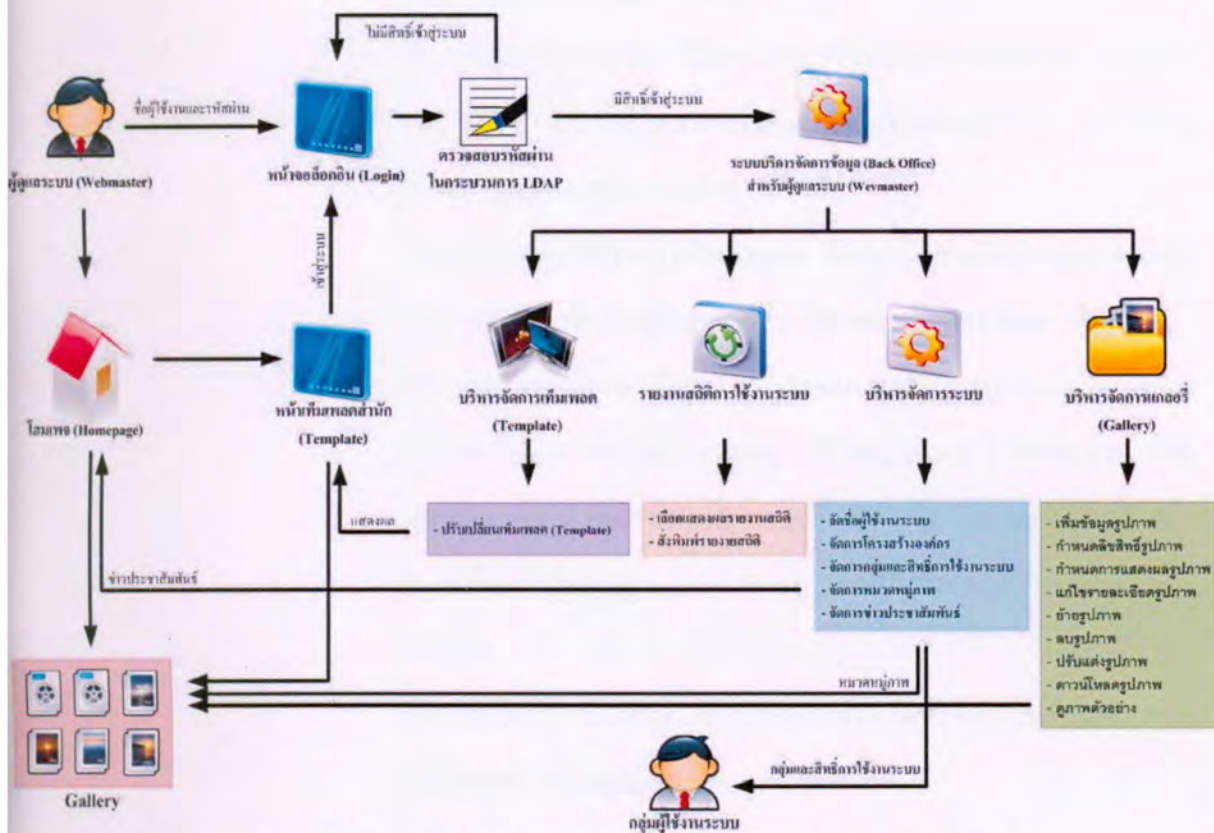 ไม่มีสิทธิ์เข้าสู่ระบบ
ชื่อผู้ใช้งานและรหัสผ่าน
มีสิทธิ์เข้าสู่ระบบ
ผู้ดูแลระบบ (Webmaster)
หน้าจอล็อกอิน (Login)
ตรวจสอบรหัสผ่าน
ในกระบวนการ LDAP
ระบบบริการจัดการข้อมูล (Back Office)
สำหรับผู้ดูแลระบบ (Wevmaster)
เข้าสู่ระบบ
โฮมเพจ (Homepage)
หน้าเท็มเพลตสำนัก
(Template)
บริหารจัดการเท็มเพลต
(Template)
รายงานสถิติการใช้งานระบบ
บริหารจัดการระบบ
บริหารจัดการแกลอรี่
(Gallery)
แสดงผล
- ปรับเปลี่ยนเท็มเพลต (Template)
- เลือกแสดงผลรายงานสถิติ
- สั่งพิมพ์รายงายสถิติ
- จัดชื่อผู้ใช้งานระบบ
- จัดการโครงสร้างองค์กร
- จัดการกลุ่มและสิทธิ์การใช้งานระบบ
- จัดการหมวดหมู่ภาพ
- จัดการข่าวประชาสัมพันธ์
- เพิ่มข้อมูลรูปภาพ
- กำหนดลิขสิทธิ์รูปภาพ
- กำหนดการแสดงผลรูปภาพ
- แก้ไขรายละเอียดรูปภาพ
- ย้ายรูปภาพ
- ลบรูปภาพ
- ปรับแต่งรูปภาพ
- ดาวน์โหลดรูปภาพ
- ดูภาพตัวอย่าง
ข่าวประชาสัมพันธ์
หมวดหมู่ภาพ
Gallery
กลุ่มและสิทธิ์การใช้งานระบบ
กลุ่มผู้ใช้งานระบบ